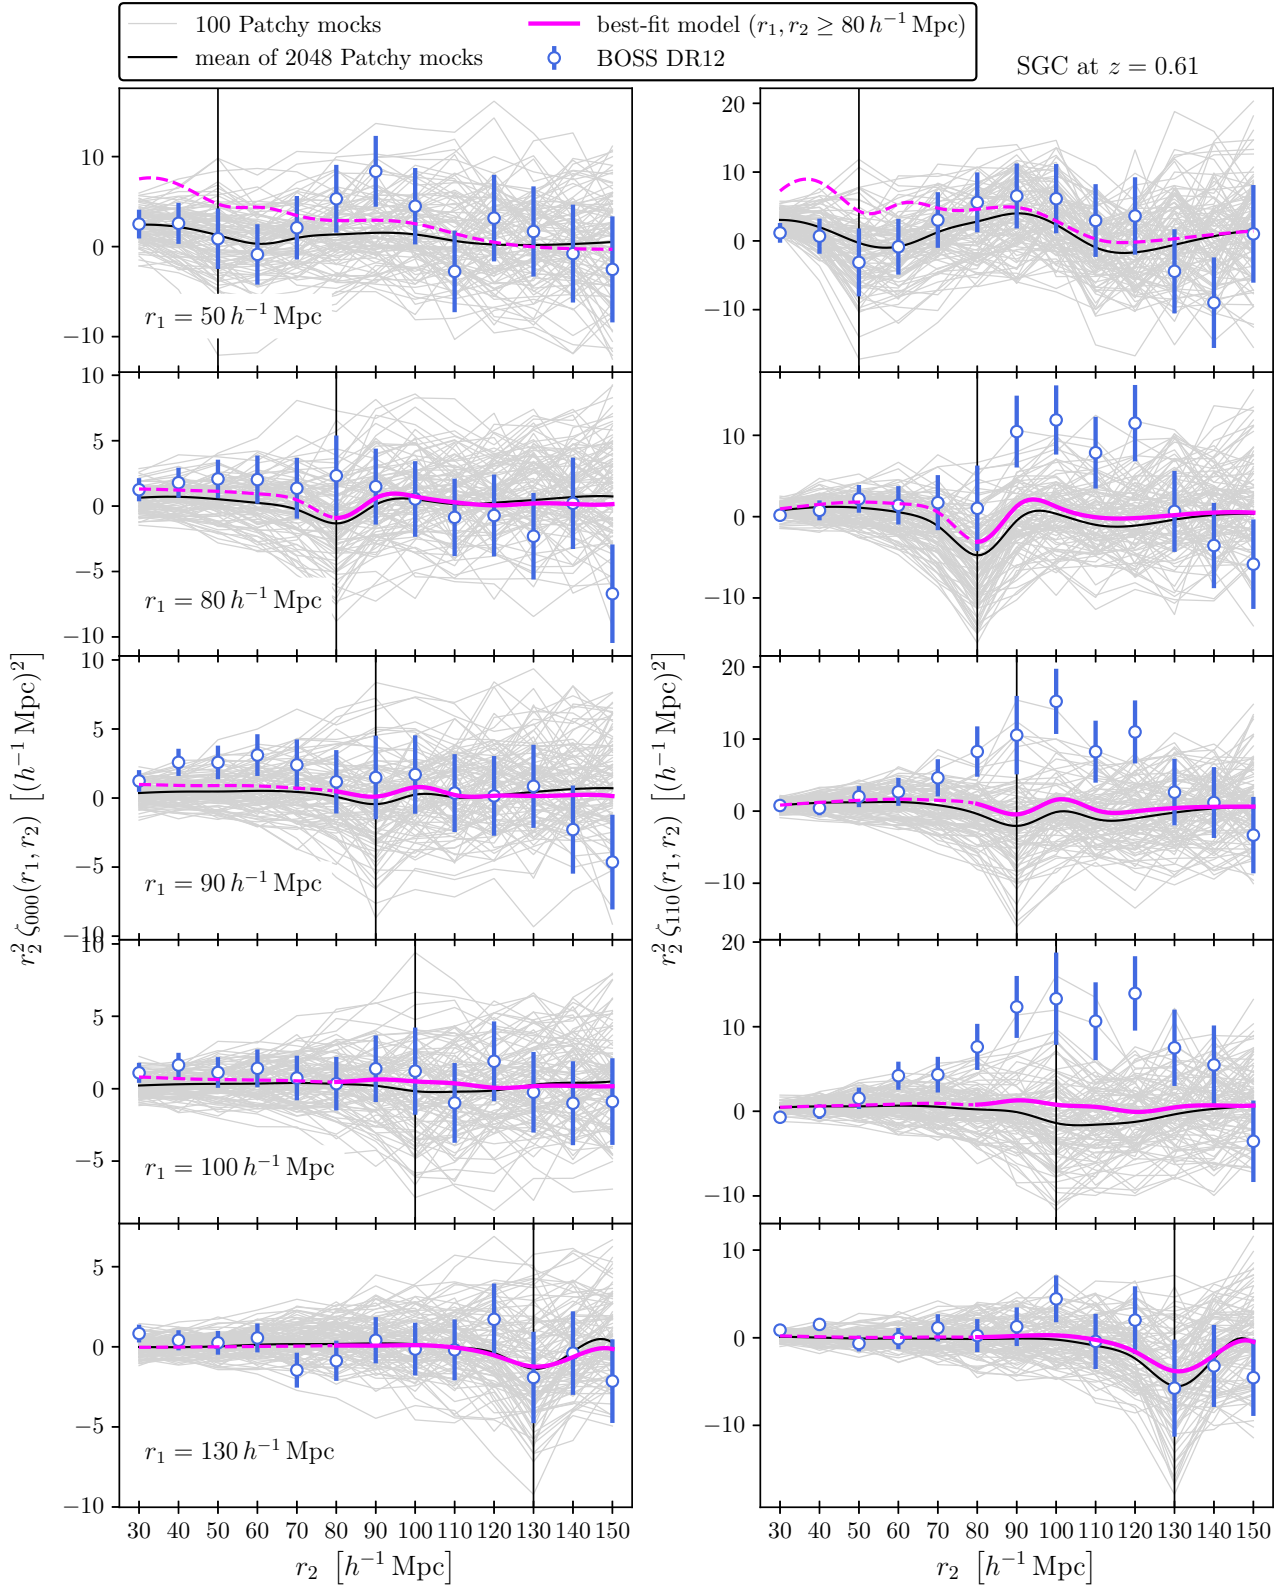 100 Patchy mocks
best-fit model (r₁, r₂ ≥ 80 h⁻¹ Mpc)
mean of 2048 Patchy mocks
BOSS DR12
SGC at z = 0.61
10
0
−10
r₁ = 50 h⁻¹ Mpc
20
10
0
−10
10
5
0
−5
−10
r₁ = 80 h⁻¹ Mpc
10
0
−10
r₂² ζ₀₀₀(r₁, r₂) [(h⁻¹ Mpc)²]
10
5
0
−5
−10
r₁ = 90 h⁻¹ Mpc
r₂² ζ₁₁₀(r₁, r₂) [(h⁻¹ Mpc)²]
20
10
0
−10
10
5
0
−5
r₁ = 100 h⁻¹ Mpc
20
10
0
−10
5
0
−5
−10
r₁ = 130 h⁻¹ Mpc
10
0
−10
30 40 50 60 70 80 90 100 110 120 130 140 150
r₂ [h⁻¹ Mpc]
30 40 50 60 70 80 90 100 110 120 130 140 150
r₂ [h⁻¹ Mpc]